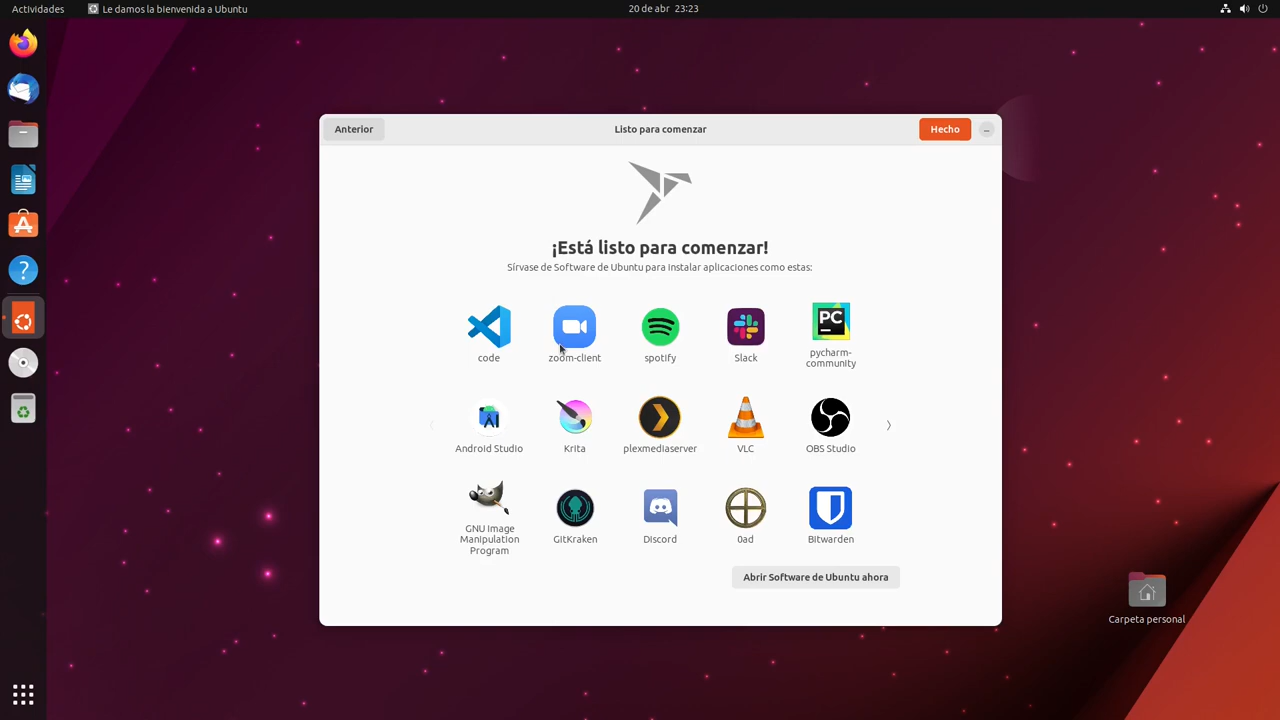 Actividades
Le damos la bienvenida a Ubuntu
20 de abr 23:23
Anterior
Listo para comenzar
Hecho
¡Está listo para comenzar!
Sírvase de Software de Ubuntu para instalar aplicaciones como estas:
code
zoom-client
spotify
Slack
PC
pycharm-
community
Android Studio
Krita
plexmediaserver
VLC
OBS Studio
GNU Image
Manipulation
Program
GitKraken
Discord
0ad
Bitwarden
Abrir Software de Ubuntu ahora
Carpeta personal